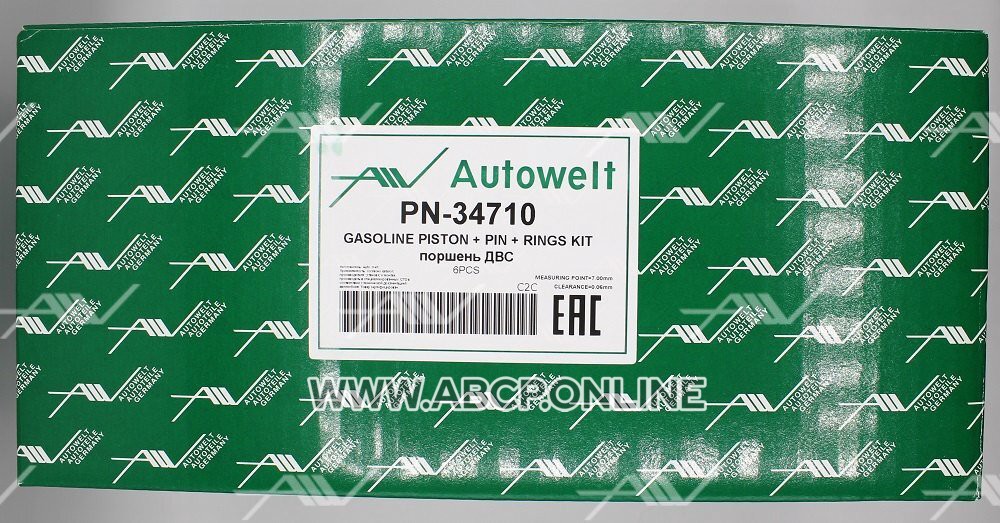 Autowelt
PN-34710
GASOLINE PISTON + PIN + RINGS KIT
поршень ДВС
6PCS
MEASURING POINT=7.00mm
C2C
CLEARANCE=0.06mm
EAC
WWW.ABCP.ONLINE
AUTOWELT
AUTOTEILE
GERMANY